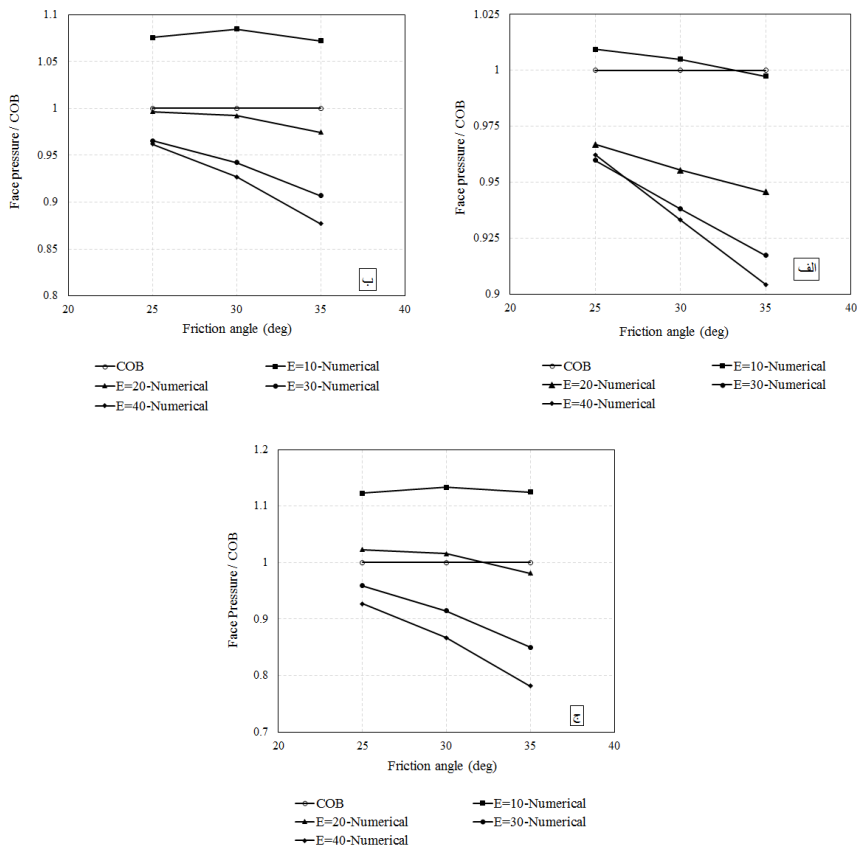 1.1
1.05
1
0.95
0.9
0.85
0.8
Face pressure / COB
20 25 30 35 40
Friction angle (deg)
ب
COB E=10-Numerical
E=20-Numerical E=30-Numerical
E=40-Numerical
1.025
1
0.975
0.95
0.925
0.9
Face pressure / COB
20 25 30 35 40
Friction angle (deg)
الف
COB E=10-Numerical
E=20-Numerical E=30-Numerical
E=40-Numerical
1.2
1.1
1
0.9
0.8
0.7
Face Pressure / COB
20 25 30 35 40
Friction angle (deg)
ج
COB E=10-Numerical
E=20-Numerical E=30-Numerical
E=40-Numerical